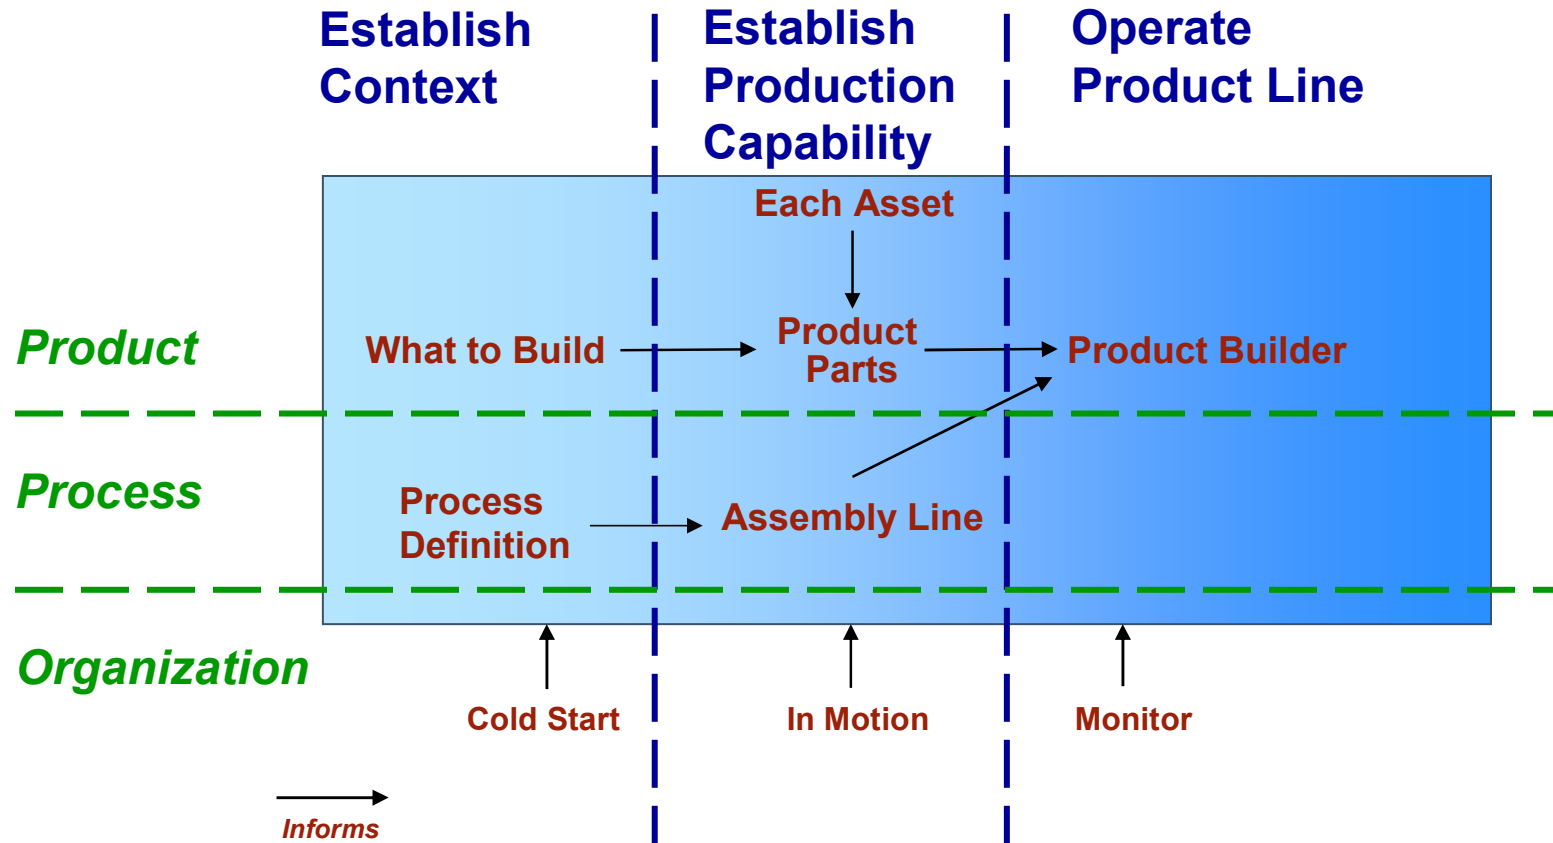 Establish
Context
Establish
Production
Capability
Operate
Product Line
Each Asset
Product
What to Build
Product
Parts
Product Builder
Process
Process
Definition
Assembly Line
Organization
Cold Start
In Motion
Monitor
Informs